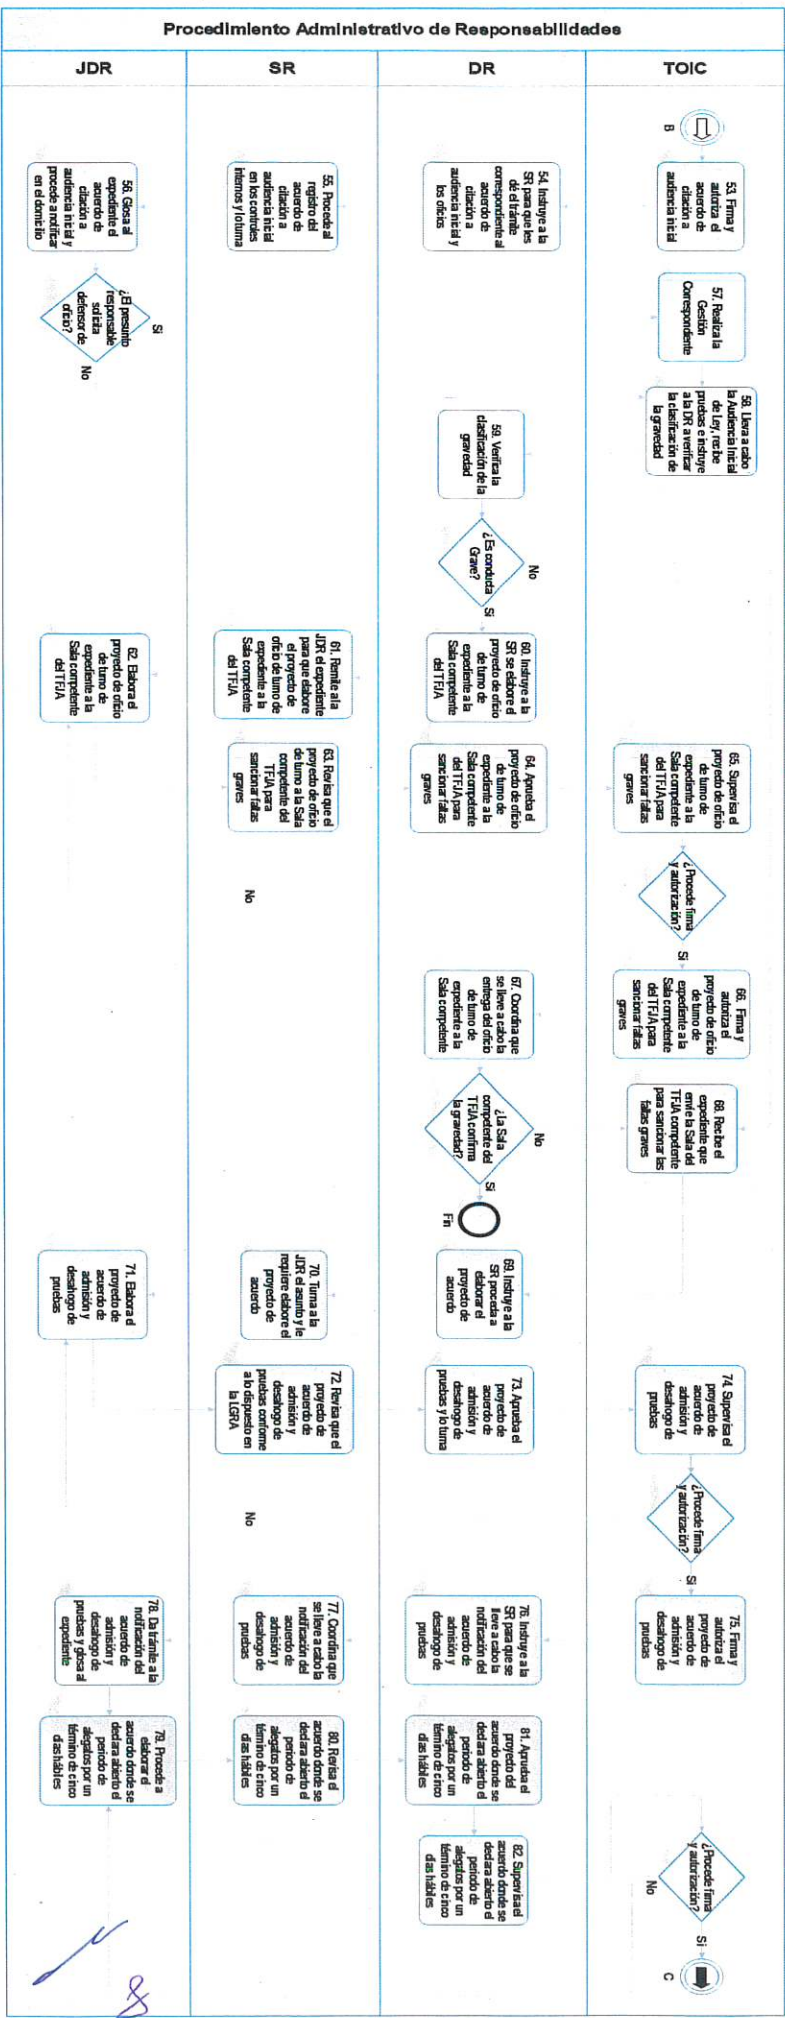 Procedimiento Administrativo de Responsabilidades
JDR
SR
DR
TOIC
B
53. Firma y
autoriza el
acuerdo de
citación a
audiencia inicial
54. Instruye a la
SR para que les
dé el trámite
correspondiente al
acuerdo de
citación a
audiencia inicial y
los oficios
55. Procede al
registro del
acuerdo de
citación a
audiencia inicial
en los controles
internos y lo turna
56. Glosa al
expediente el
acuerdo de
citación a
audiencia inicial y
procede a notificar
en el domicilio
¿El presunto
responsable
solicita
defensor de
oficio?
Si
No
57. Realiza la
Gestión
Correspondiente
58. Lleva a cabo
la Audiencia Inicial
de Ley, recibe
pruebas e instruye
a la DR a verificar
la clasificación de
la gravedad
59. Verifica la
clasificación de la
gravedad
¿Es conducta
Grave?
No
Si
60. Instruye a la
SR se elabore el
proyecto de oficio
de turno de
expediente a la
Sala competente
del TFJA
61. Remite a la
JDR el expediente
para que elabore
el proyecto de
oficio de turno de
expediente a la
Sala competente
del TFJA
62. Elabora el
proyecto de oficio
de turno de
expediente a la
Sala competente
del TFJA
63. Revisa que el
proyecto de oficio
de turno a la Sala
competente del
TFJA para
sancionar faltas
graves
64. Aprueba el
proyecto de oficio
de turno de
expediente a la
Sala competente
del TFJA para
sancionar faltas
graves
65. Supervisa el
proyecto de oficio
de turno de
expediente a la
Sala competente
del TFJA para
sancionar faltas
graves
¿Procede firma
y autorización?
No
Si
66. Firma y
autoriza el
proyecto de oficio
de turno de
expediente a la
Sala competente
del TFJA para
sancionar faltas
graves
67. Coordina que
se lleve a cabo la
entrega del oficio
de turno de
expediente a la
Sala competente
¿La Sala
competente del
TFJA confirma
la gravedad?
No
Si
Fin
68. Recibe el
expediente que
envíe la Sala del
TFJA competente
para sancionar las
faltas graves
69. Instruye a la
SR proceda a
elaborar el
proyecto de
acuerdo
70. Turna a la
JDR el asunto y le
requiere elabore el
proyecto de
acuerdo
71. Elabora el
proyecto de
acuerdo de
admisión y
desahogo de
pruebas
72. Revisa que el
proyecto de
acuerdo de
admisión y
desahogo de
pruebas conforme
a lo dispuesto en
la LGRA
73. Aprueba el
proyecto de
acuerdo de
admisión y
desahogo de
pruebas y lo turna
74. Supervisa el
proyecto de
acuerdo de
admisión y
desahogo de
pruebas
¿Procede firma
y autorización?
No
Si
75. Firma y
autoriza el
proyecto de
acuerdo de
admisión y
desahogo de
pruebas
76. Instruye a la
SR para que se
lleve a cabo la
notificación del
acuerdo de
admisión y
desahogo de
pruebas
77. Coordina que
se lleve a cabo la
notificación del
acuerdo de
admisión y
desahogo de
pruebas
78. Da trámite a la
notificación del
acuerdo de
admisión y
desahogo de
pruebas y glosa al
expediente
79. Procede a
elaborar el
acuerdo donde se
declara abierto el
periodo de
alegatos por un
término de cinco
días hábiles
80. Revisa el
acuerdo donde se
declara abierto el
periodo de
alegatos por un
término de cinco
días hábiles
81. Aprueba el
proyecto del
acuerdo donde se
declara abierto el
periodo de
alegatos por un
término de cinco
días hábiles
82. Supervisa el
acuerdo donde se
declara abierto el
periodo de
alegatos por un
término de cinco
días hábiles
¿Procede firma
y autorización?
No
Si
C